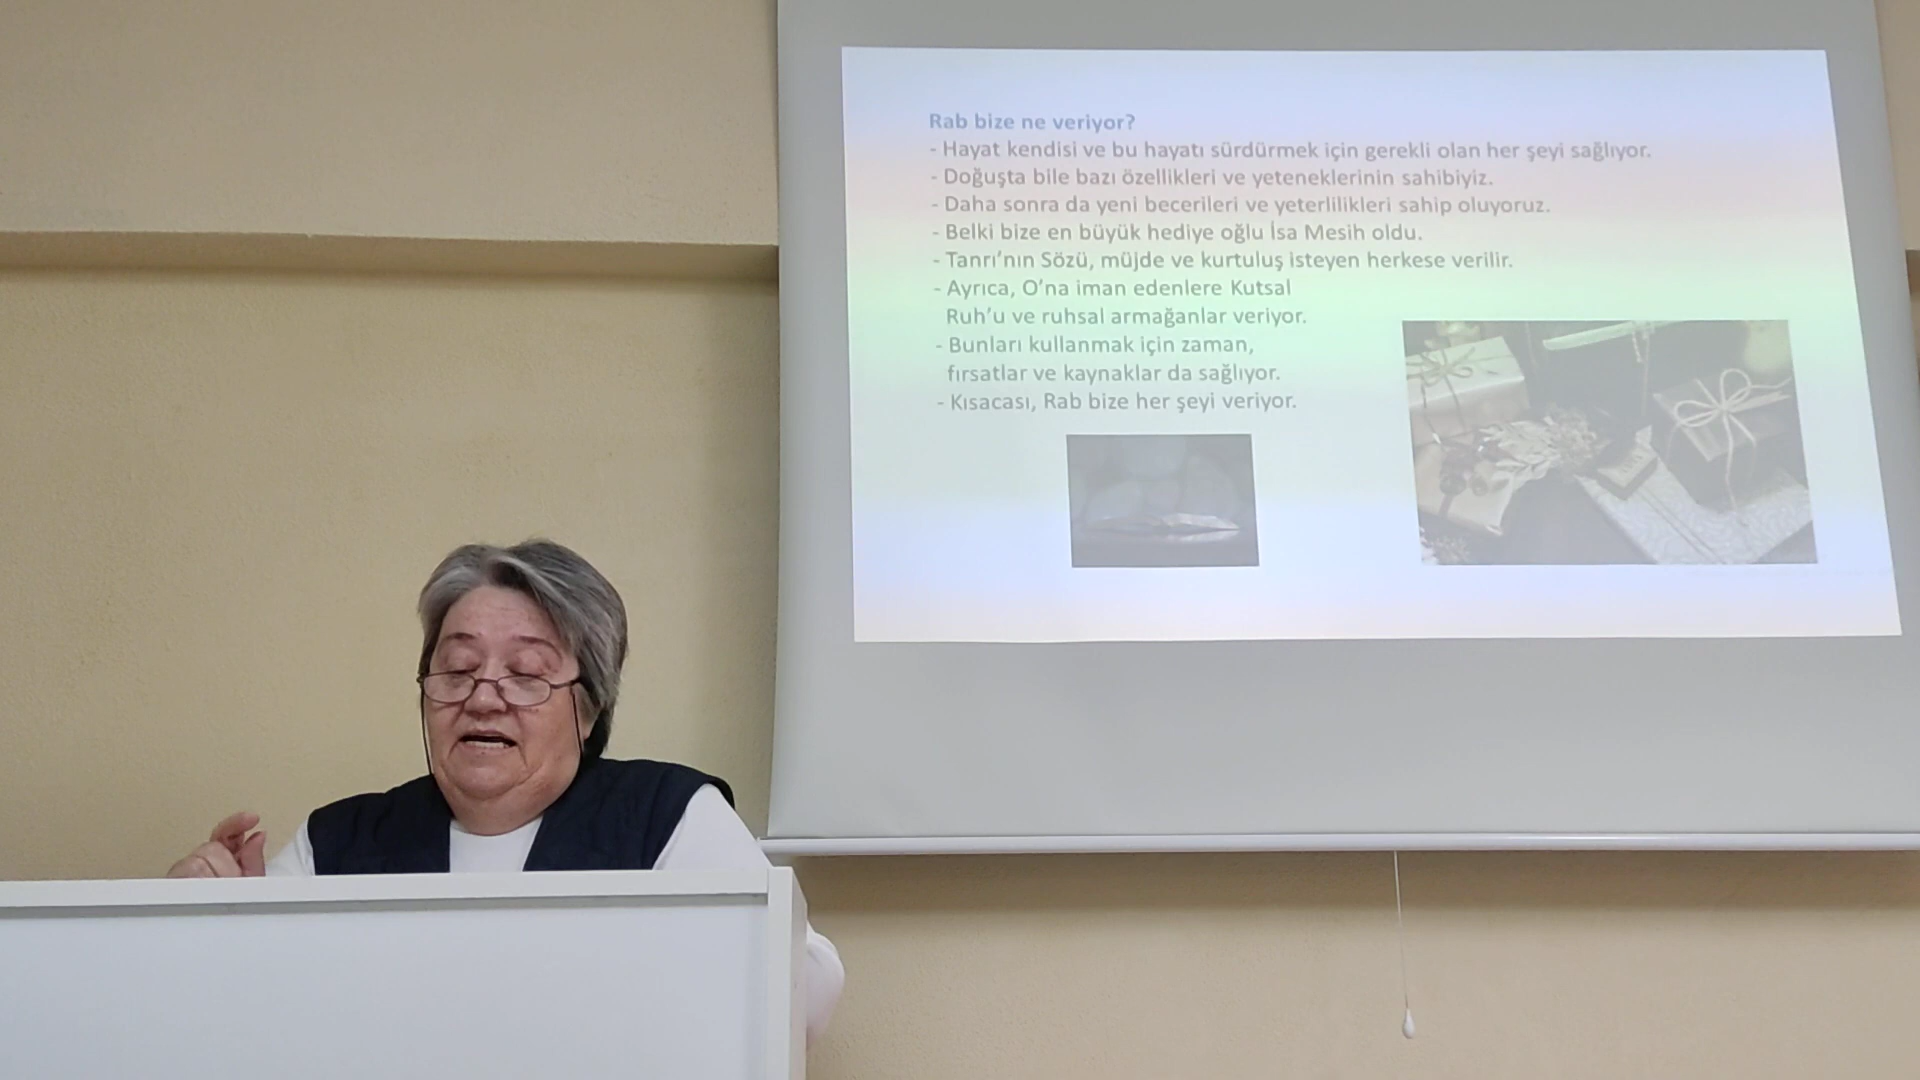 Rab bize ne veriyor?
- Hayat kendisi ve bu hayatı sürdürmek için gerekli olan her şeyi sağlıyor.
- Doğuşta bile bazı özellikleri ve yeteneklerinin sahibiyiz.
- Daha sonra da yeni becerileri ve yeterlilikleri sahip oluyoruz.
- Belki bize en büyük hediye oğlu İsa Mesih oldu.
- Tanrı’nın Sözü, müjde ve kurtuluş isteyen herkese verilir.
- Ayrıca, O’na iman edenlere Kutsal
Ruh’u ve ruhsal armağanlar veriyor.
- Bunları kullanmak için zaman,
fırsatlar ve kaynaklar da sağlıyor.
- Kısacası, Rab bize her şeyi veriyor.